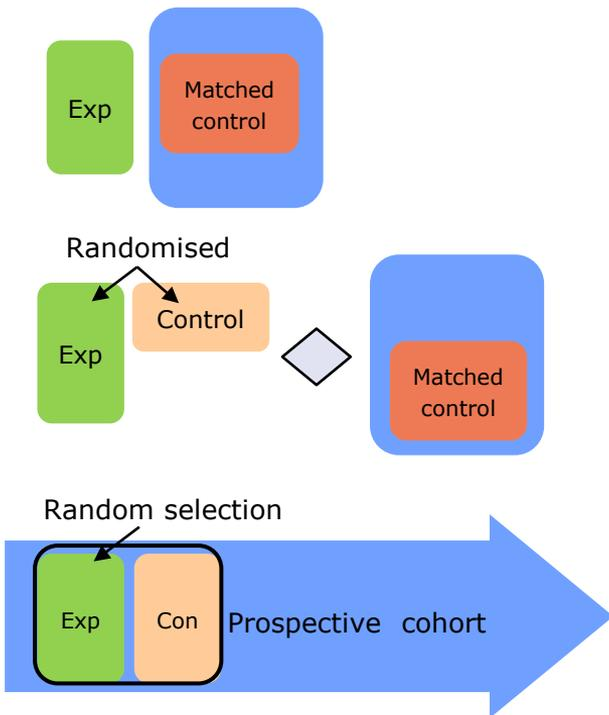 Exp
Matched
control
Randomised
Exp
Control
Matched
control
Random selection
Exp
Con
Prospective cohort